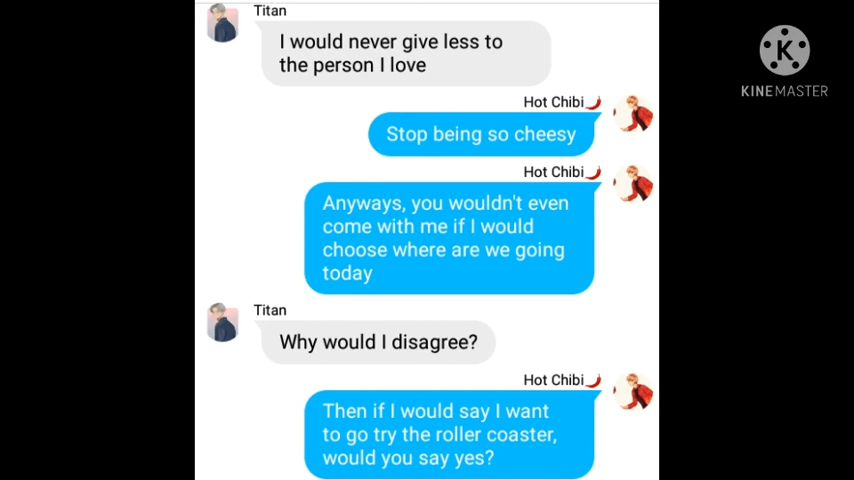 Titan
I would never give less to
the person I love
K
KINEMASTER
Hot Chibi🌶️
Stop being so cheesy
Hot Chibi🌶️
Anyways, you wouldn't even
come with me if I would
choose where are we going
today
Titan
Why would I disagree?
Hot Chibi🌶️
Then if I would say I want
to go try the roller coaster,
would you say yes?